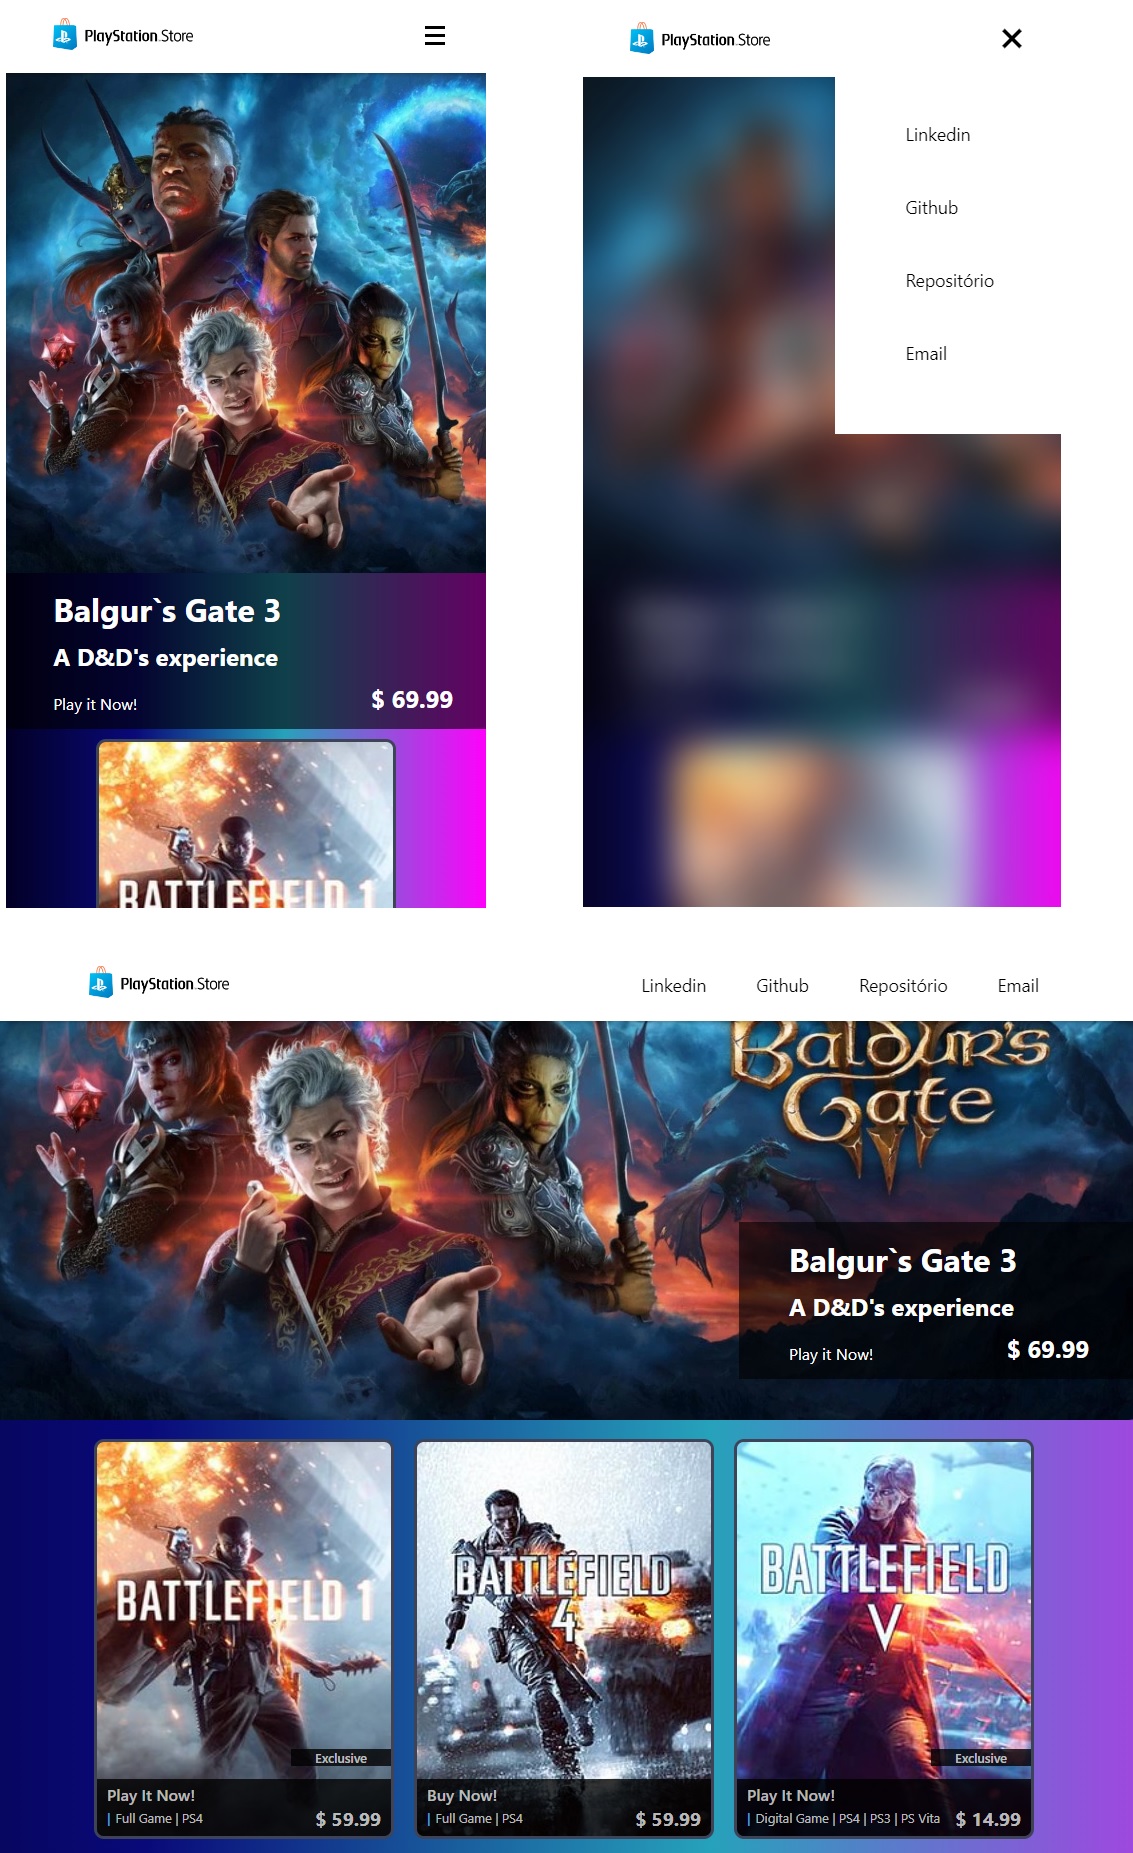 PlayStation.Store
Balgur`s Gate 3
A D&D's experience
Play it Now!
$ 69.99
BATTLEFIELD 1
PlayStation.Store
Linkedin
Github
Repositório
Email
PlayStation.Store
Linkedin Github Repositório Email
Baldur's
Gate
Balgur`s Gate 3
A D&D's experience
Play it Now!
$ 69.99
BATTLEFIELD 1
Exclusive
Play It Now!
| Full Game | PS4
$ 59.99
BATTLEFIELD
4
Buy Now!
| Full Game | PS4
$ 59.99
BATTLEFIELD
V
Exclusive
Play It Now!
| Digital Game | PS4 | PS3 | PS Vita
$ 14.99